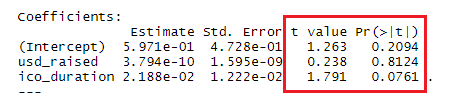 Coefficients:
Estimate Std. Error t value Pr(>|t|)
(Intercept) 5.971e-01 4.728e-01 1.263 0.2094
usd_raised 3.794e-10 1.595e-09 0.238 0.8124
ico_duration 2.188e-02 1.222e-02 1.791 0.0761 .
---